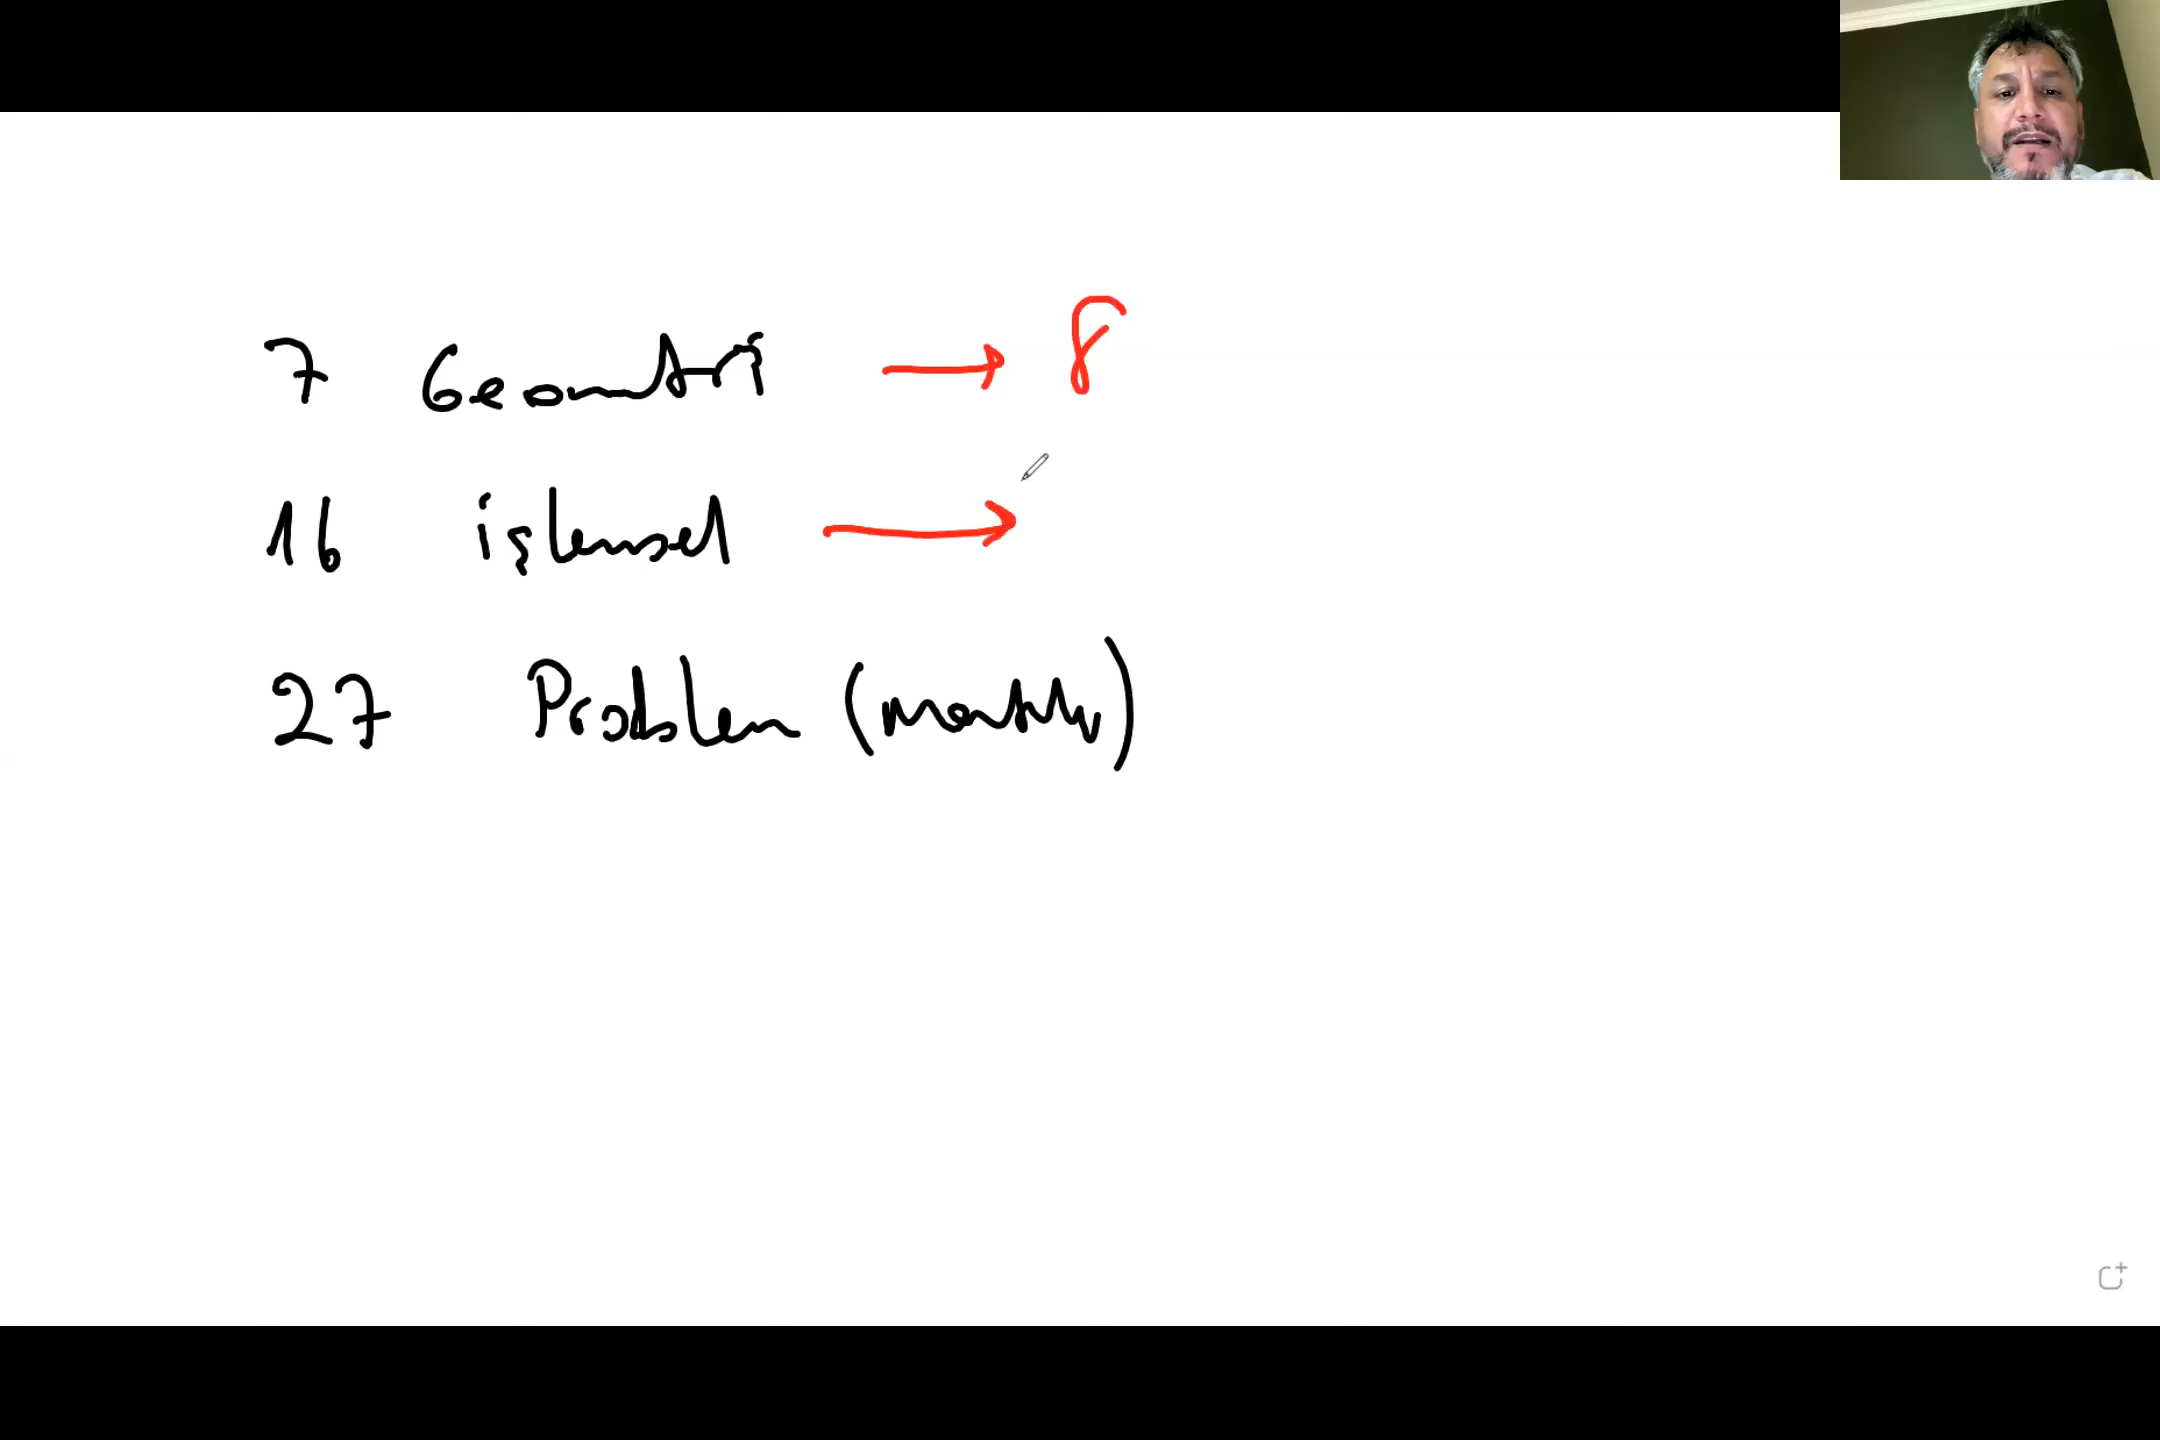 7 Geometri → 8
16 işlemsel →
27 Problem (mantık)